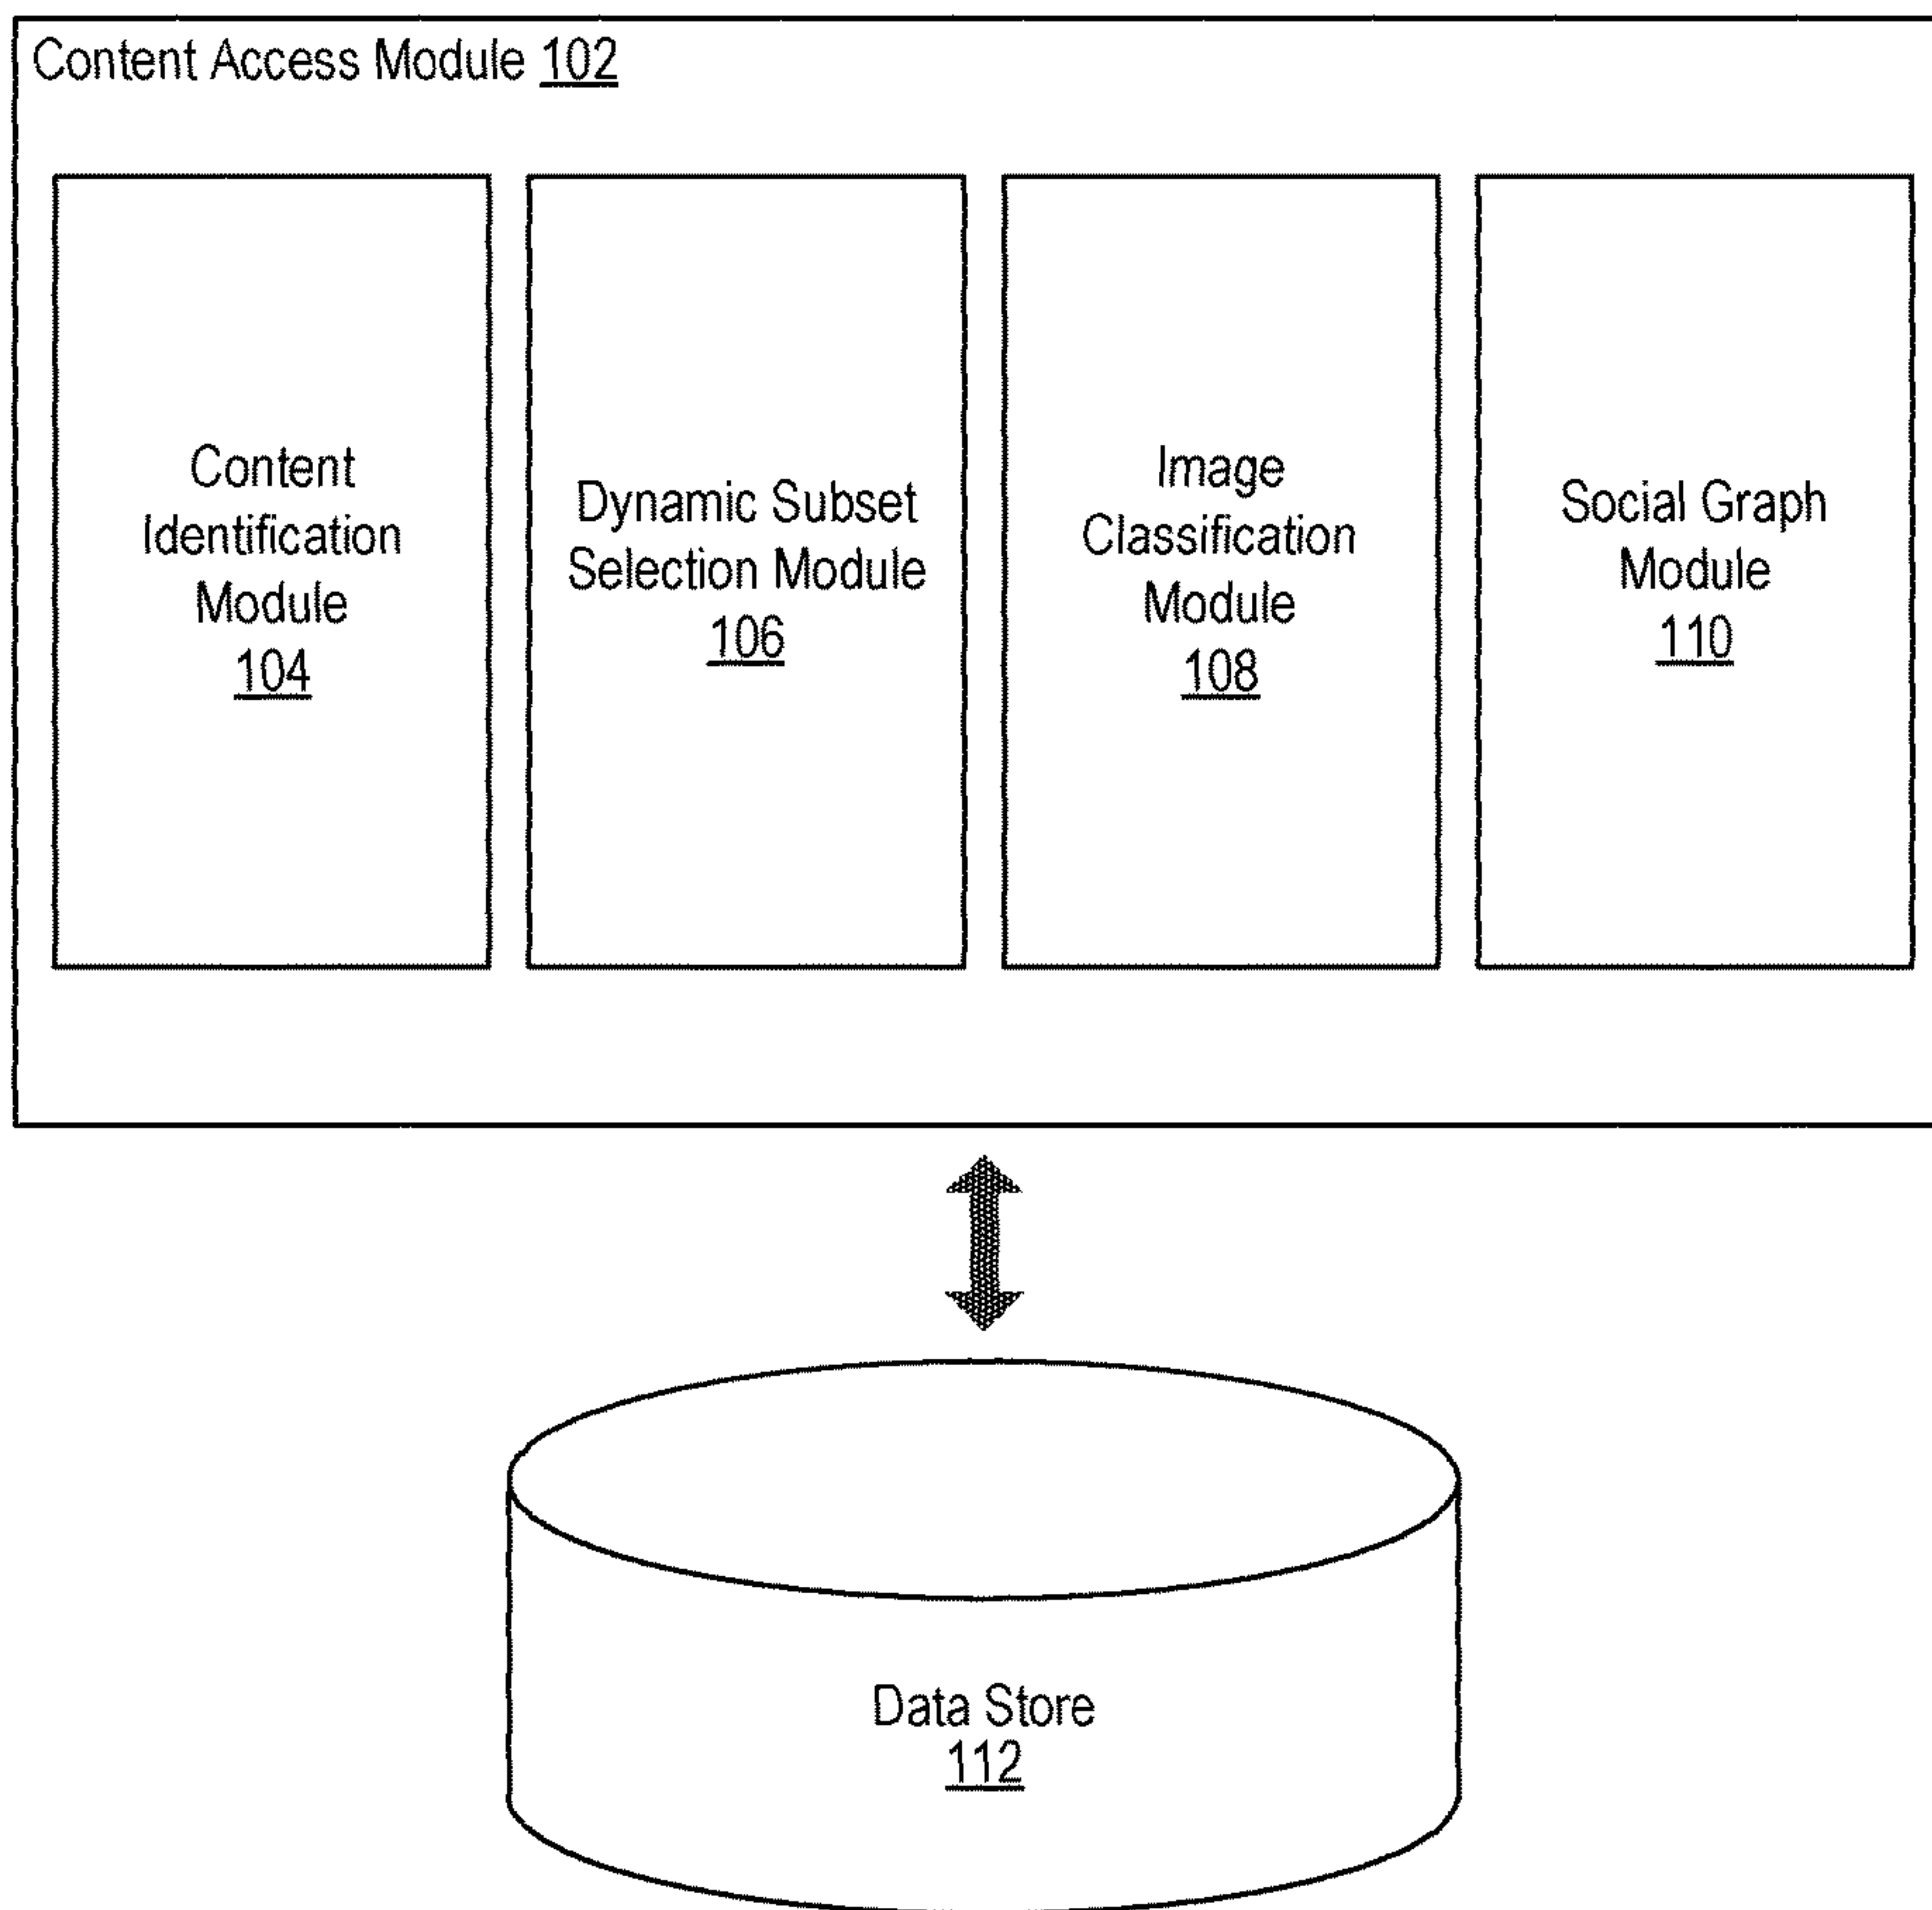 Content Access Module 102
Content
Identification
Module
104
Dynamic Subset
Selection Module
106
Image
Classification
Module
108
Social Graph
Module
110
Data Store
112